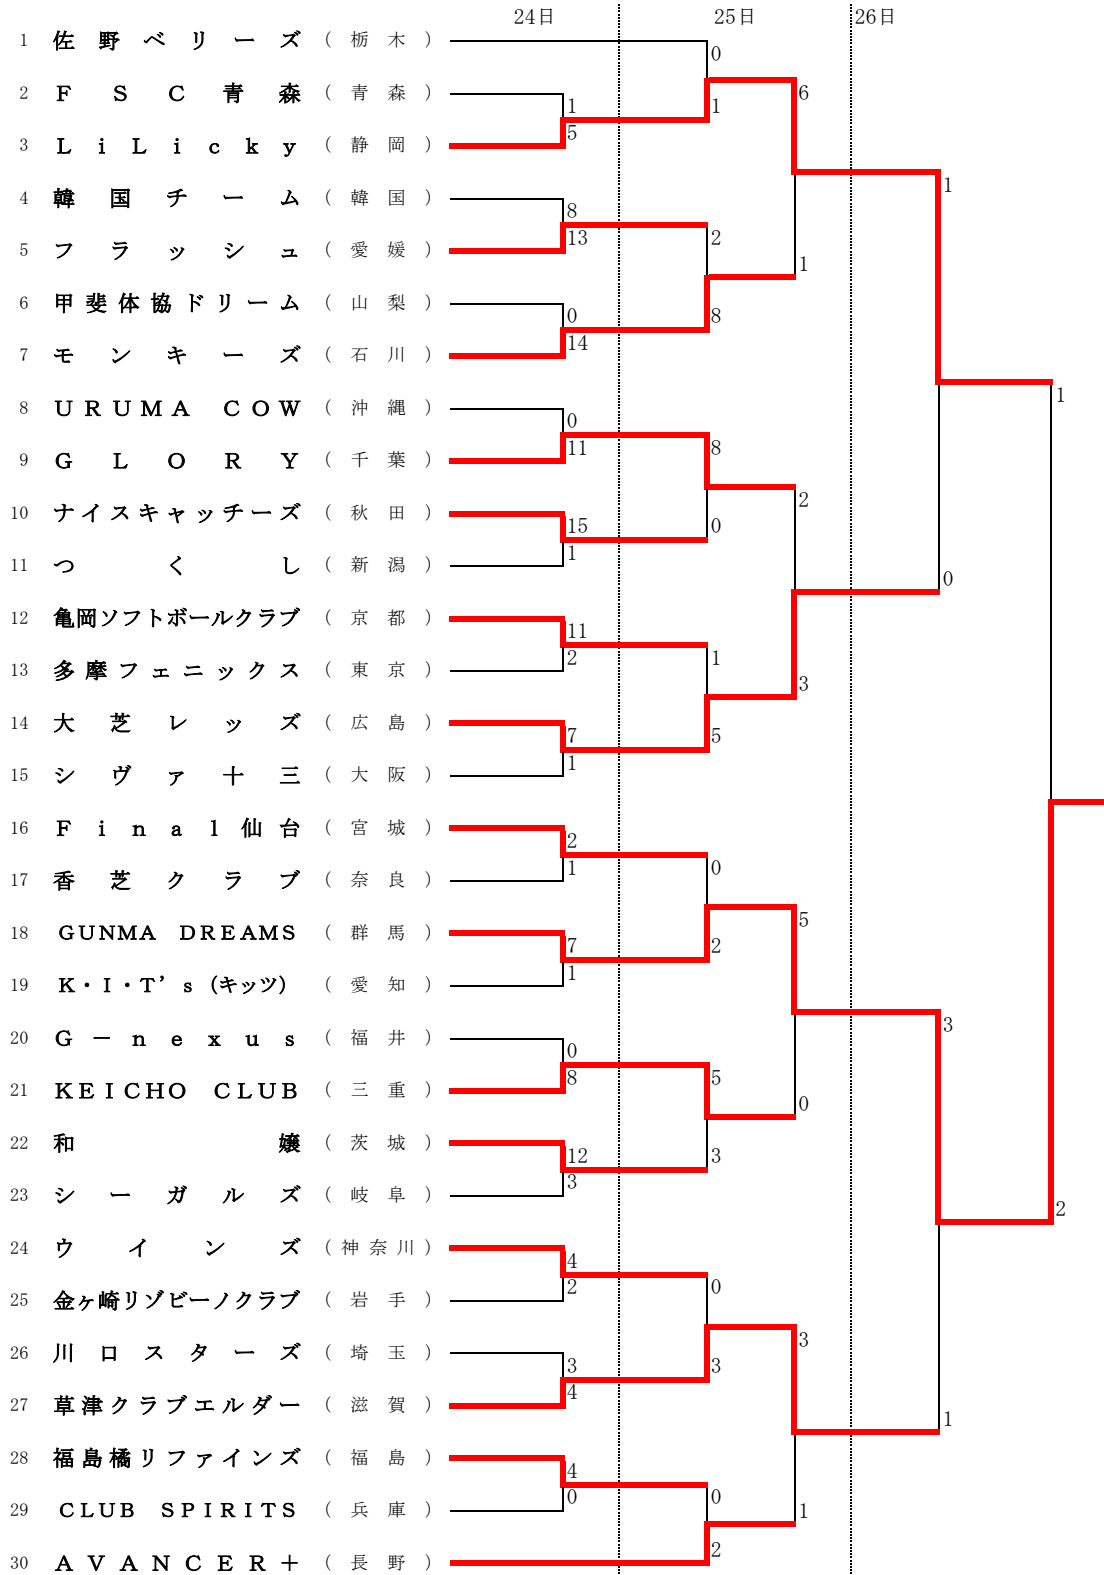 24日 25日 26日
1 佐野ベリーズ (栃木)
0
2 FSC青森 (青森)
6
1 1
5
3 LiLicky (静岡)
4 韓国チーム (韓国)
1
8
13 2
5 フラッシュ (愛媛)
1
6 甲斐体協ドリーム (山梨)
0 8
14
7 モンキーズ (石川)
1
8 URUMA COW (沖縄)
0
11 8
9 GLORY (千葉)
2
10 ナイスキャッチーズ (秋田)
15 0
1
11 つくし (新潟)
0
12 亀岡ソフトボールクラブ (京都)
11
2 1
13 多摩フェニックス (東京)
3
14 大芝レッズ (広島)
7 5
1
15 シヴァ十三 (大阪)
16 Final仙台 (宮城)
2
1 0
17 香芝クラブ (奈良)
5
18 GUNMA DREAMS (群馬)
7 2
1
19 K・I・T’s(キッツ) (愛知)
3
20 G－nexus (福井)
0
8 5
21 KEICHO CLUB (三重)
0
22 和嬢 (茨城)
12 3
3
23 シーガルズ (岐阜)
2
24 ウインズ (神奈川)
4
2 0
25 金ヶ崎リゾビーノクラブ (岩手)
3
26 川口スターズ (埼玉)
3 3
4
27 草津クラブエルダー (滋賀)
1
28 福島橘リファインズ (福島)
4
0 0
29 CLUB SPIRITS (兵庫)
1
2
30 AVANCER＋ (長野)